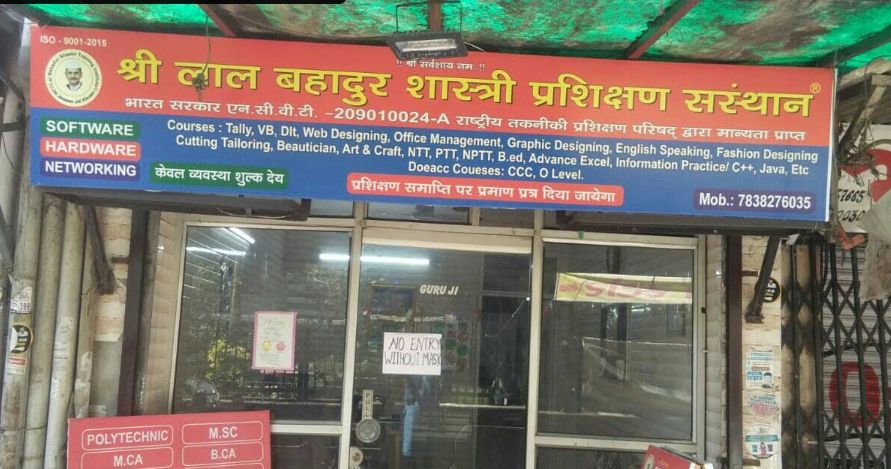 ISO - 9001-2015
!! श्री सर्वेशाय नमः !!
श्री लाल बहादुर शास्त्री प्रशिक्षण सरंथान®
भारत सरकार एन.सी.वी.टी. -209010024-A राष्ट्रीय तकनीकी प्रशिक्षण परिषद् द्वारा मान्यता प्राप्त
SOFTWARE
HARDWARE
NETWORKING
Courses : Tally, VB, Dlt, Web Designing, Office Management, Graphic Designing, English Speaking, Fashion Designing
Cutting Tailoring, Beautician, Art & Craft, NTT, PTT, NPTT, B.ed, Advance Excel, Information Practice/ C++, Java, Etc
Doeacc Coueses: CCC, O Level.
केवल व्यवस्था शुल्क देय
प्रशिक्षण समाप्ति पर प्रमाण प्रत्र दिया जायेगा
Mob.: 7838276035
GURU JI
NO ENTRY
WITHOUT MASK
PULL
POLYTECHNIC
M.SC
M.CA
B.CA